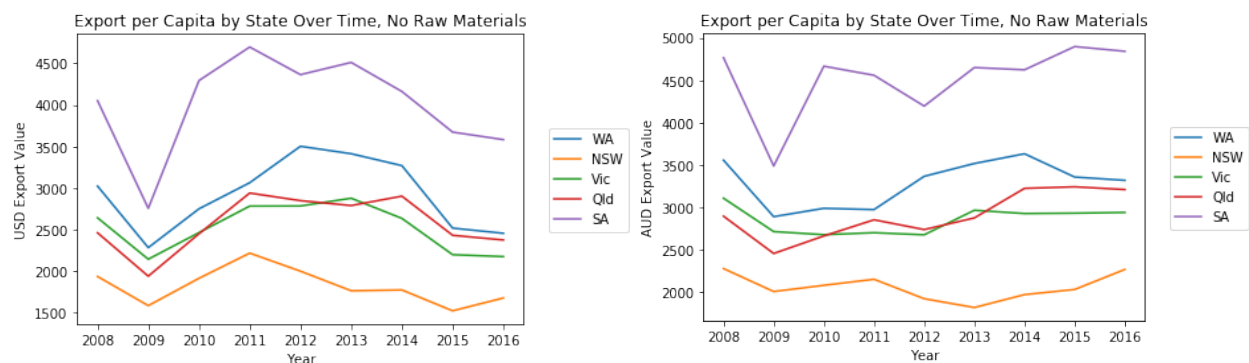 Export per Capita by State Over Time, No Raw Materials
USD Export Value
4500
4000
3500
3000
2500
2000
1500
2008 2009 2010 2011 2012 2013 2014 2015 2016
Year
WA
NSW
Vic
Qld
SA
Export per Capita by State Over Time, No Raw Materials
AUD Export Value
5000
4500
4000
3500
3000
2500
2000
2008 2009 2010 2011 2012 2013 2014 2015 2016
Year
WA
NSW
Vic
Qld
SA